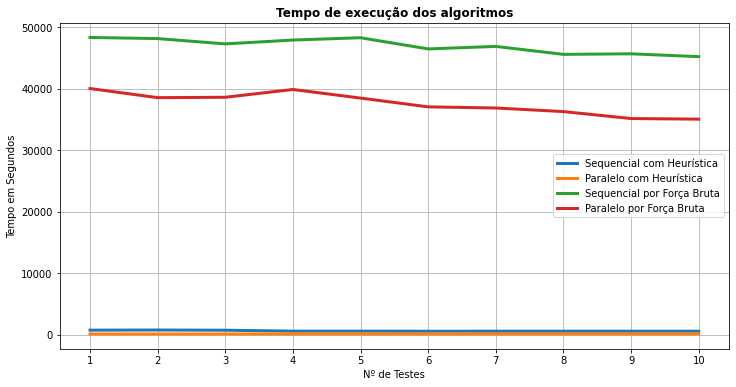 Tempo de execução dos algoritmos
50000
40000
30000
20000
10000
0
Tempo em Segundos
Sequencial com Heurística
Paralelo com Heurística
Sequencial por Força Bruta
Paralelo por Força Bruta
1 2 3 4 5 6 7 8 9 10
Nº de Testes